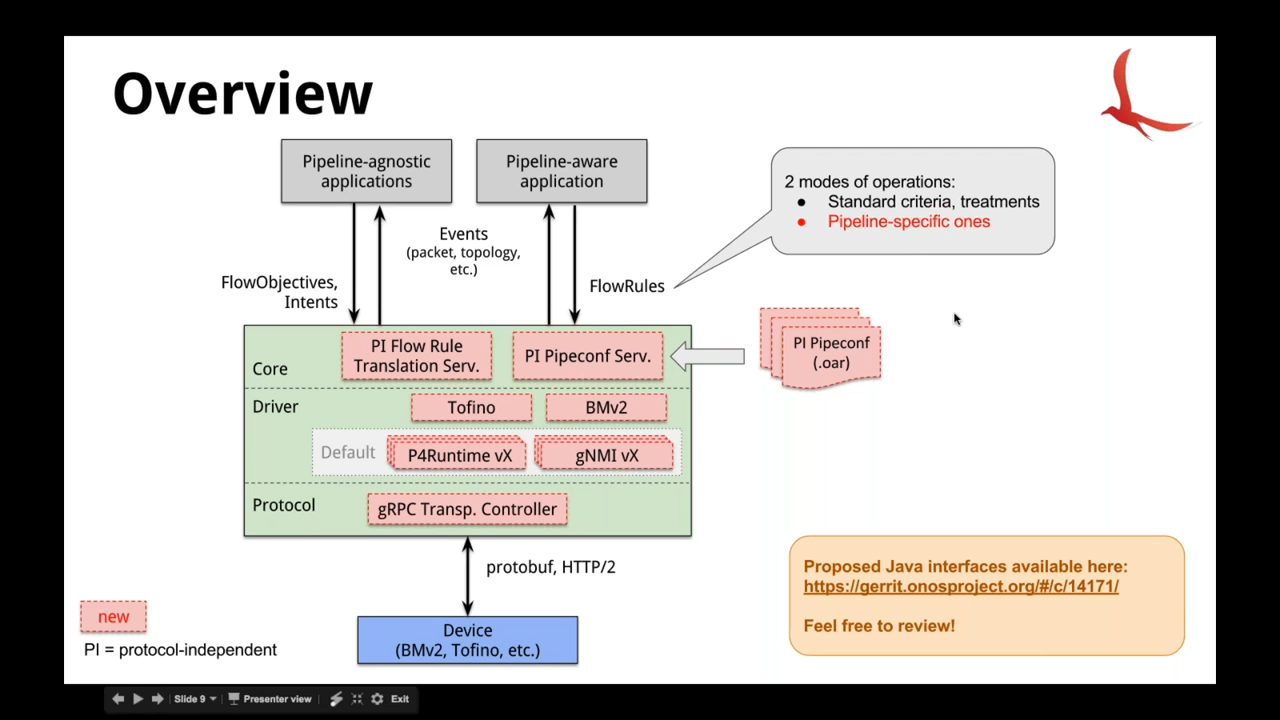 Overview
Pipeline-agnostic
applications
Pipeline-aware
application
2 modes of operations:
● Standard criteria, treatments
● Pipeline-specific ones
Events
(packet, topology,
etc.)
FlowObjectives,
Intents
FlowRules
PI Flow Rule
Translation Serv.
PI Pipeconf Serv.
PI Pipeconf
(.oar)
Core
Driver
Tofino
BMv2
Default
P4Runtime vX
gNMI vX
Protocol
gRPC Transp. Controller
protobuf, HTTP/2
Proposed Java interfaces available here:
https://gerrit.onosproject.org/#/c/14171/
Feel free to review!
new
PI = protocol-independent
Device
(BMv2, Tofino, etc.)
Slide 9
Presenter view
Exit